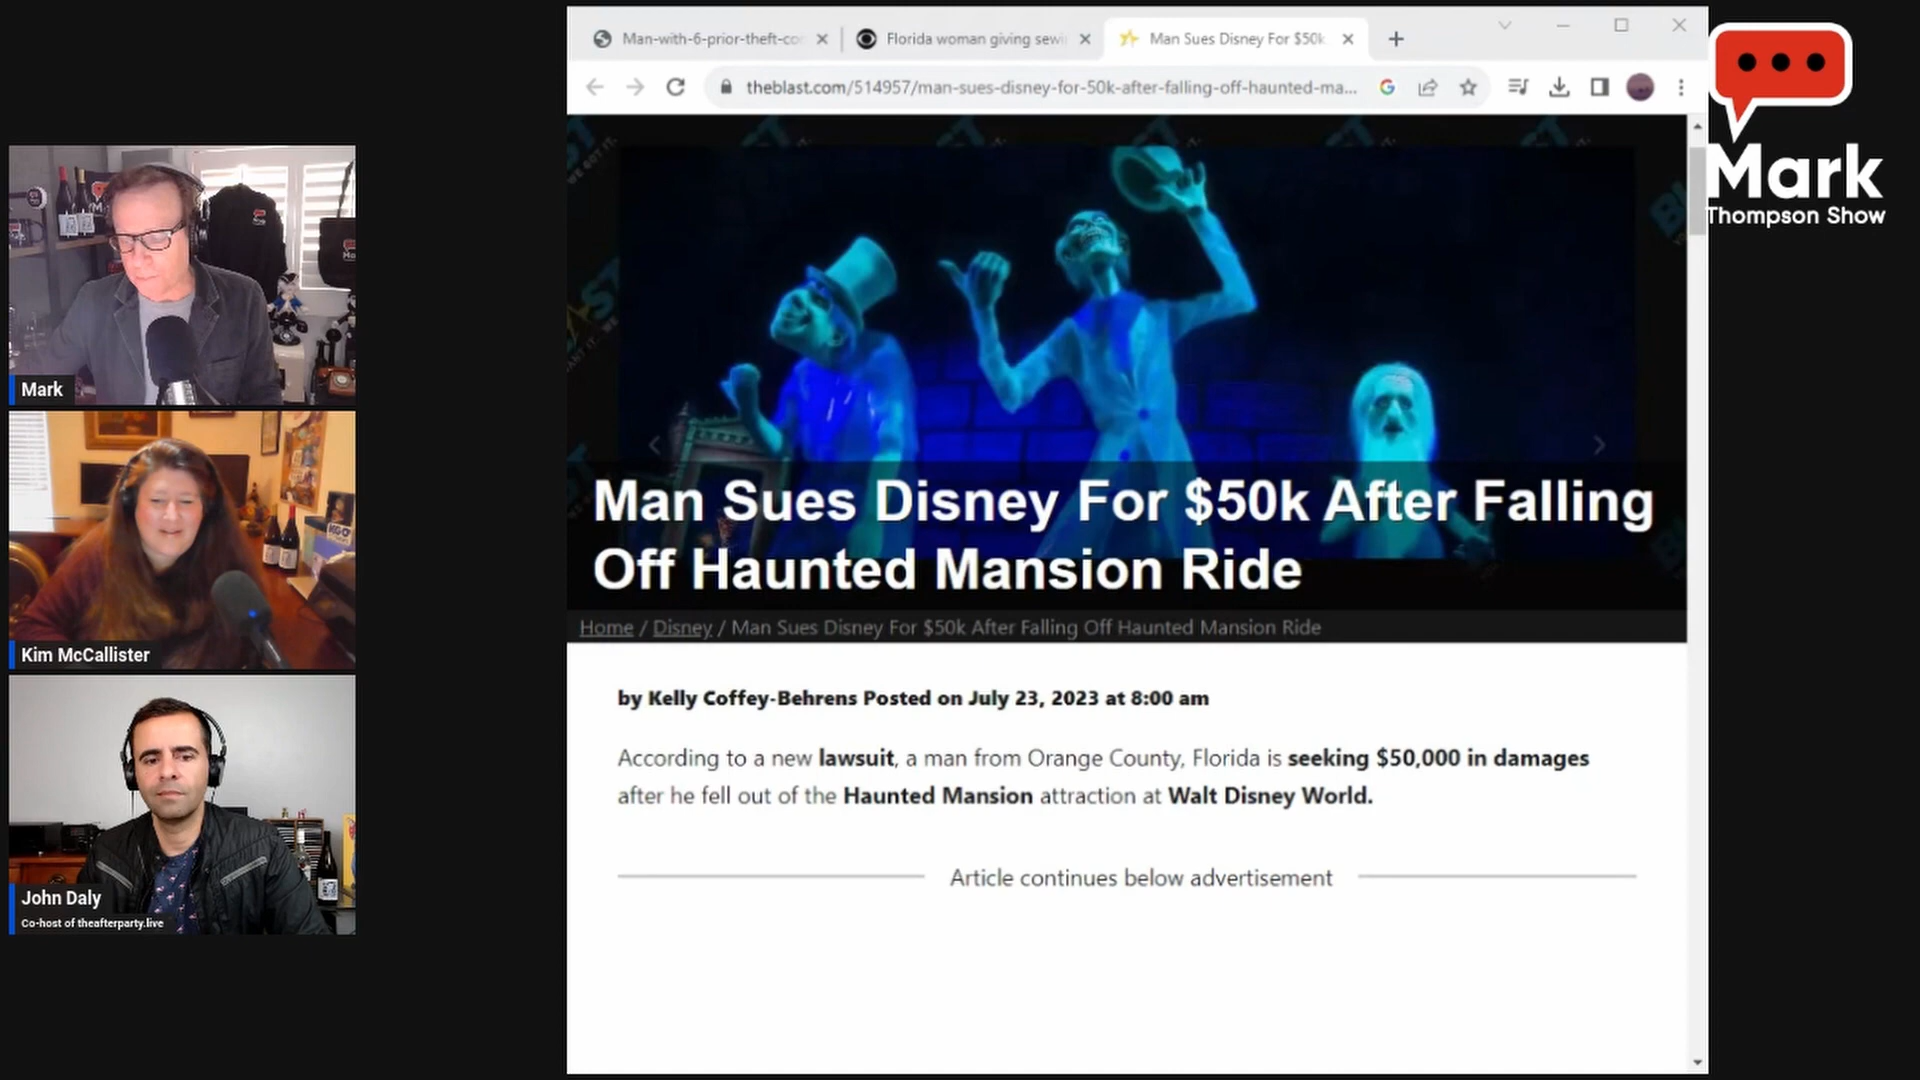 Man-with-6-prior-theft-co
Florida woman giving sewi
Man Sues Disney For $50k
theblast.com/514957/man-sues-disney-for-50k-after-falling-off-haunted-ma...
Mark
Thompson Show
Mark
Kim McCallister
John Daly
Co-host of theafterparty.live
Man Sues Disney For $50k After Falling
Off Haunted Mansion Ride
Home / Disney / Man Sues Disney For $50k After Falling Off Haunted Mansion Ride
by Kelly Coffey-Behrens Posted on July 23, 2023 at 8:00 am
According to a new lawsuit, a man from Orange County, Florida is seeking $50,000 in damages
after he fell out of the Haunted Mansion attraction at Walt Disney World.
Article continues below advertisement